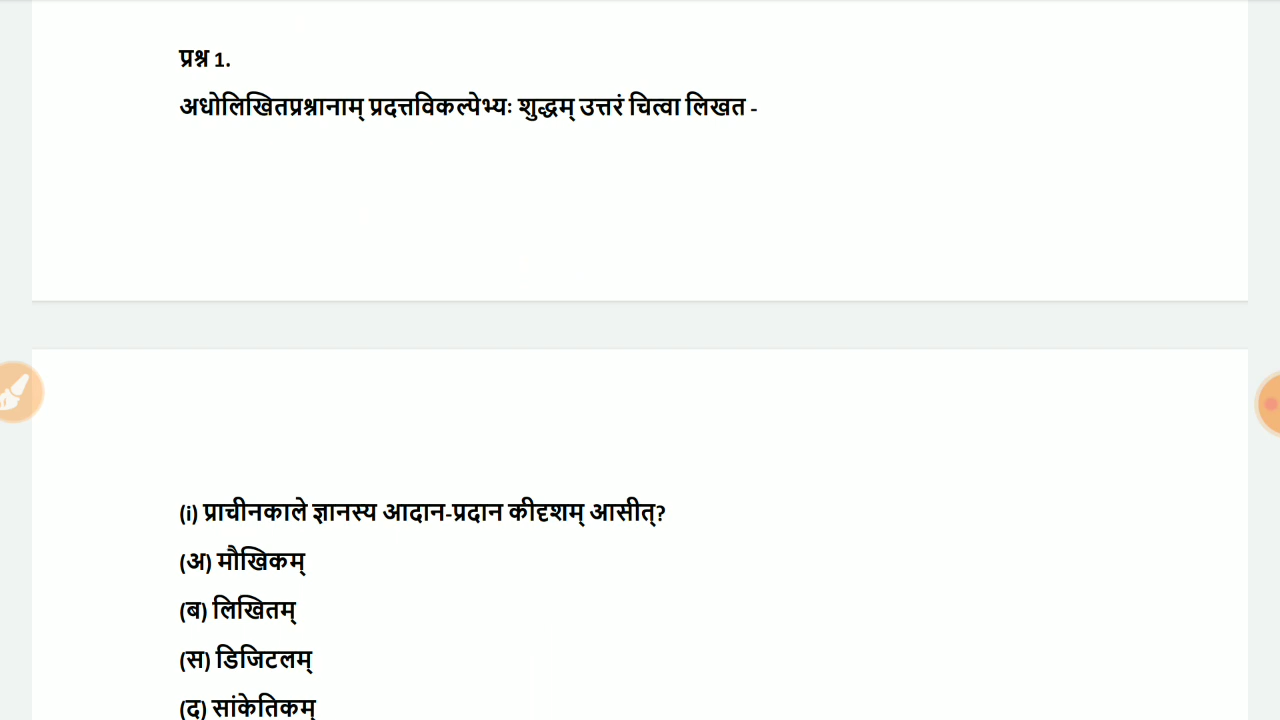 प्रश्न 1.
अधोलिखितप्रश्नानाम् प्रदत्तविकल्पेभ्यः शुद्धम् उत्तरं चित्वा लिखत -
(i) प्राचीनकाले ज्ञानस्य आदान-प्रदान कीदृशम् आसीत्?
(अ) मौखिकम्
(ब) लिखितम्
(स) डिजिटलम्
(द) सांकेतिकम्